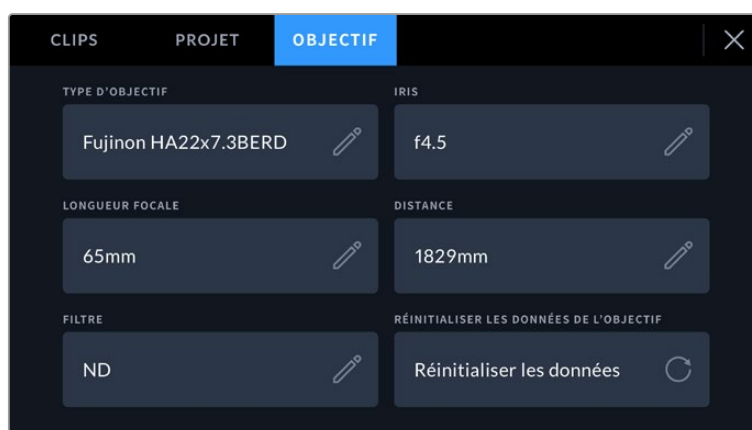 CLIPS PROJET OBJECTIF
TYPE D'OBJECTIF IRIS
Fujinon HA22x7.3BERD f4.5
LONGUEUR FOCALE DISTANCE
65mm 1829mm
FILTRE RÉINITIALISER LES DONNÉES DE L'OBJECTIF
ND Réinitialiser les données